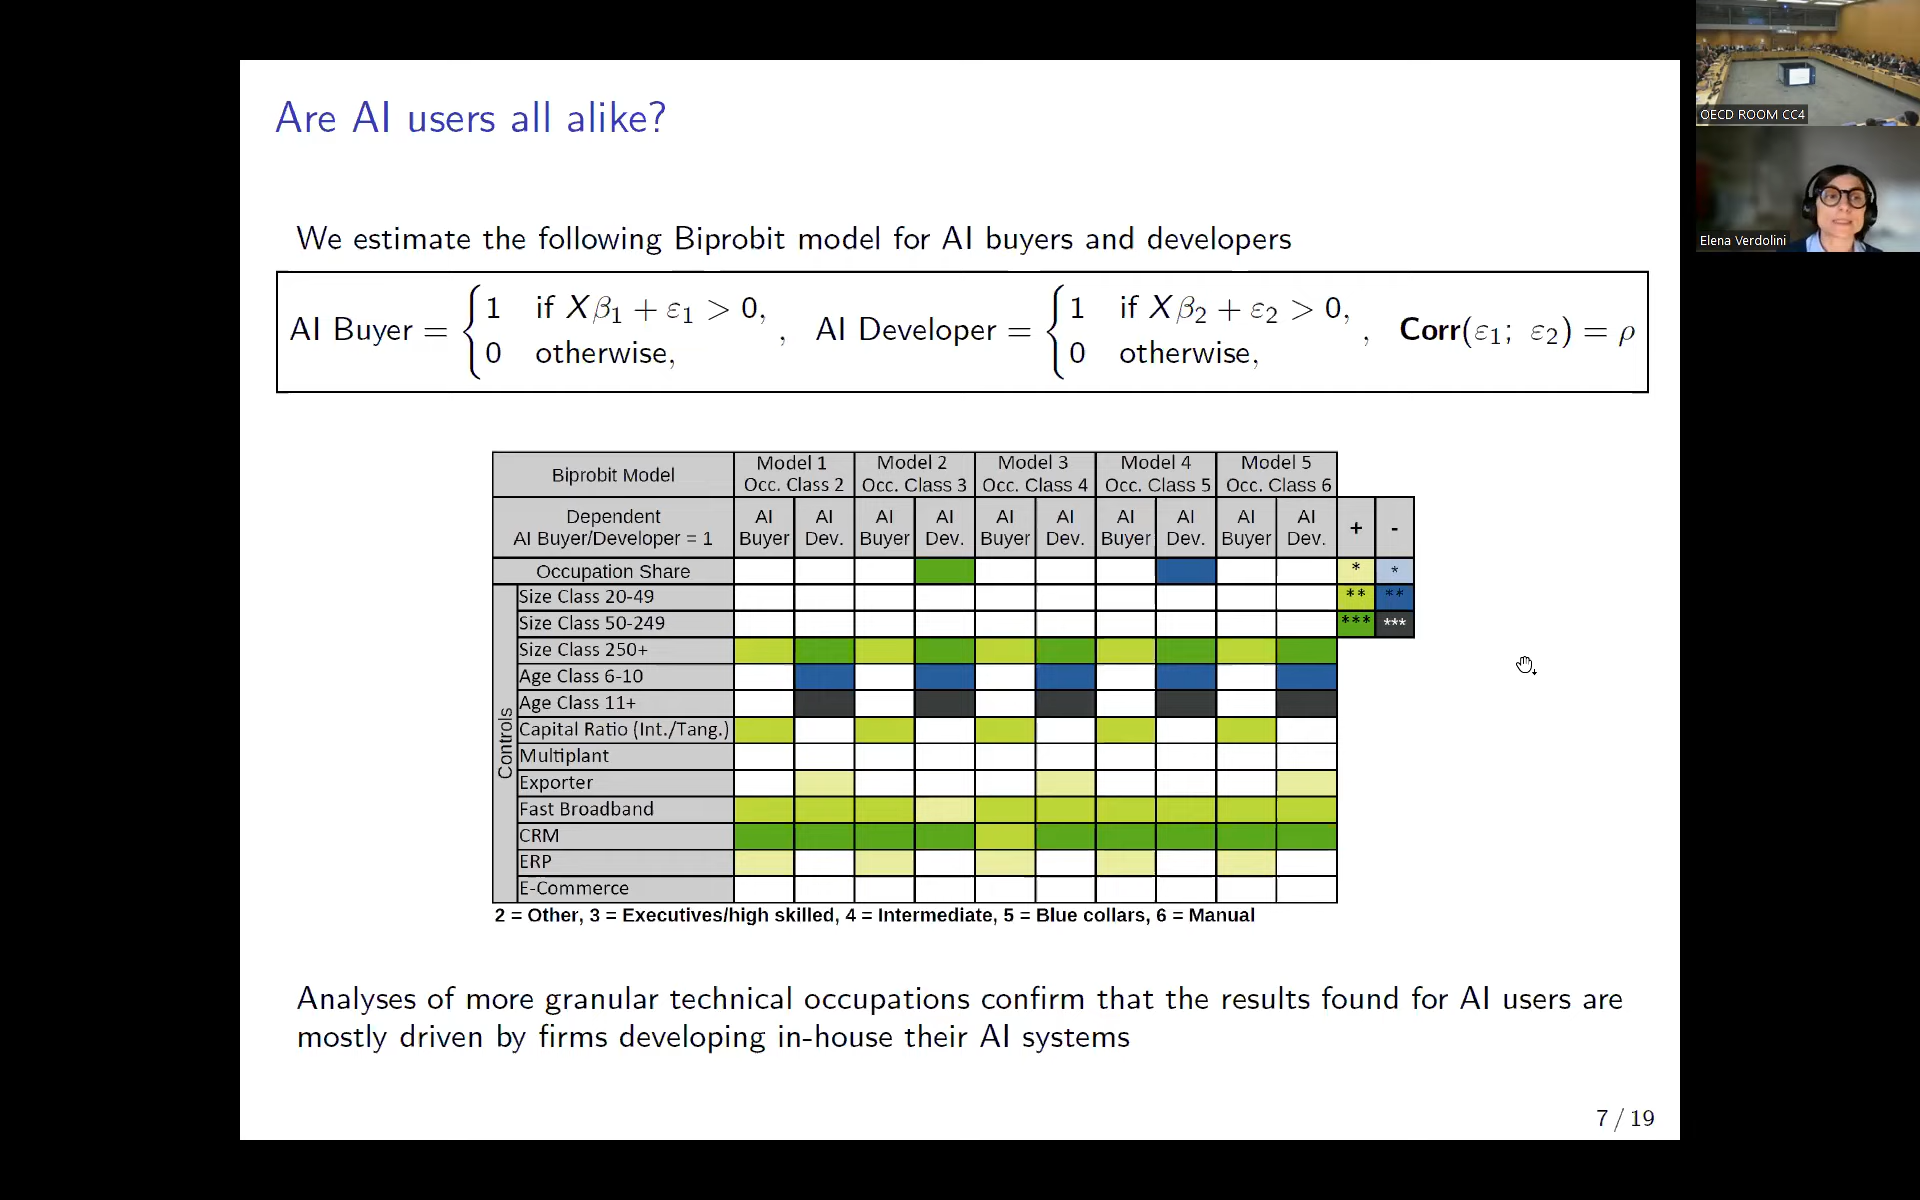 Are AI users all alike?
We estimate the following Biprobit model for AI buyers and developers
AI Buyer = { 1 if Xβ₁ + ε₁ > 0, 0 otherwise, , AI Developer = { 1 if Xβ₂ + ε₂ > 0, 0 otherwise, , Corr(ε₁; ε₂) = ρ
Biprobit Model Model 1 Occ. Class 2 Model 2 Occ. Class 3 Model 3 Occ. Class 4 Model 4 Occ. Class 5 Model 5 Occ. Class 6
Dependent AI Buyer/Developer = 1 AI Buyer AI Dev. AI Buyer AI Dev. AI Buyer AI Dev. AI Buyer AI Dev. AI Buyer AI Dev. + -
Occupation Share * *
Controls
Size Class 20-49 ** **
Size Class 50-249 *** ***
Size Class 250+
Age Class 6-10
Age Class 11+
Capital Ratio (Int./Tang.)
Multiplant
Exporter
Fast Broadband
CRM
ERP
E-Commerce
2 = Other, 3 = Executives/high skilled, 4 = Intermediate, 5 = Blue collars, 6 = Manual
Analyses of more granular technical occupations confirm that the results found for AI users are
mostly driven by firms developing in-house their AI systems
7 / 19
OECD ROOM CC4
Elena Verdolini